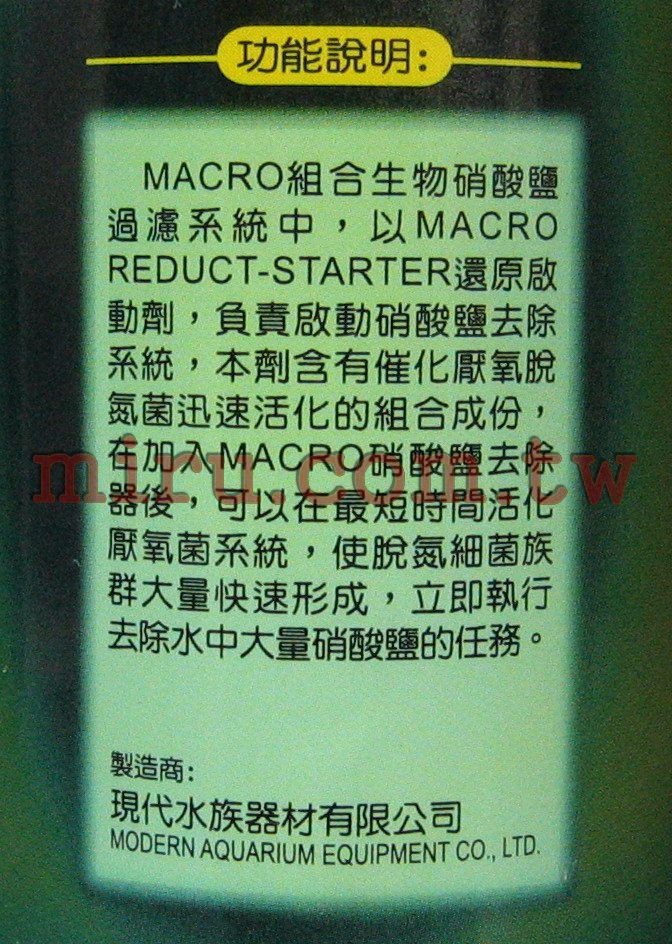 功能說明:
MACRO組合生物硝酸鹽
過濾系統中，以MACRO
REDUCT-STARTER還原啟
動劑，負責啟動硝酸鹽去除
系統，本劑含有催化厭氧脫
氮菌迅速活化的組合成份，
在加入MACRO硝酸鹽去除
miru.com.tw
器後，可以在最短時間活化
厭氧菌系統，使脫氮細菌族
群大量快速形成，立即執行
去除水中大量硝酸鹽的任務。
製造商:
現代水族器材有限公司
MODERN AQUARIUM EQUIPMENT CO., LTD.